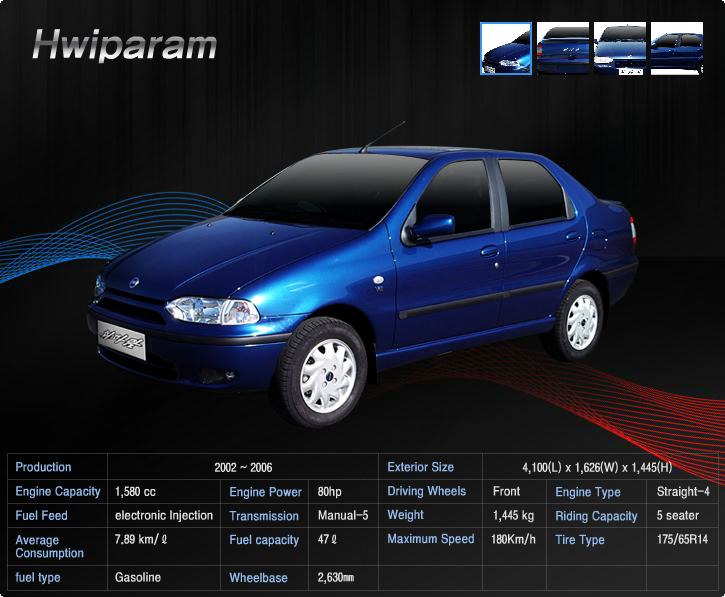 Hwiparam
Production 2002 ~ 2006 Exterior Size 4,100(L) x 1,626(W) x 1,445(H)
Engine Capacity 1,580 cc Engine Power 80hp Driving Wheels Front Engine Type Straight-4
Fuel Feed electronic Injection Transmission Manual-5 Weight 1,445 kg Riding Capacity 5 seater
Average Consumption 7,89 km/ℓ Fuel capacity 47ℓ Maximum Speed 180Km/h Tire Type 175/65R14
fuel type Gasoline Wheelbase 2,630㎜